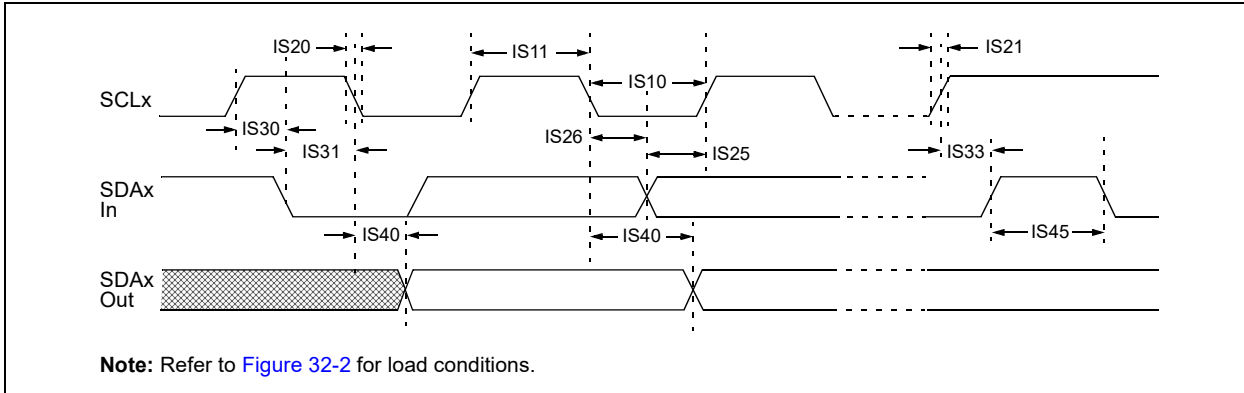 IS20
IS11
IS21
IS10
SCLx
IS30
IS26
IS31
IS25
IS33
SDAx
In
IS40
IS40
IS45
SDAx
Out
Note: Refer to Figure 32-2 for load conditions.